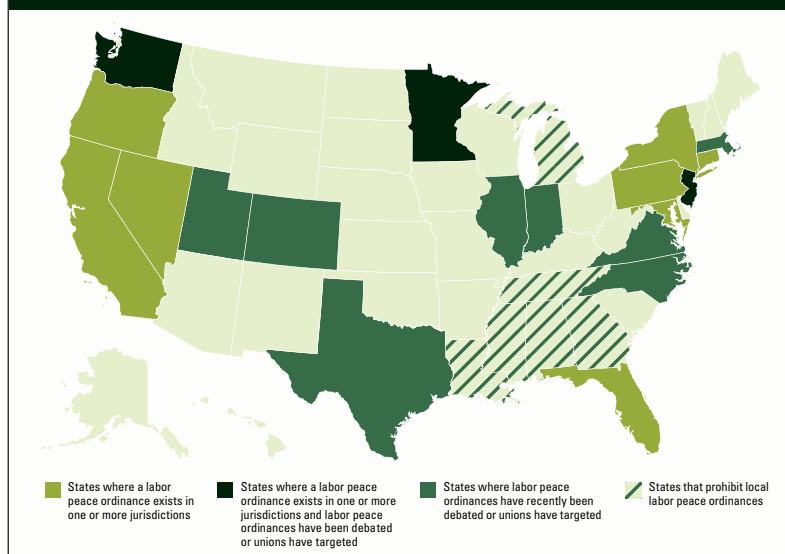 States where a labor
peace ordinance exists in
one or more jurisdictions
States where a labor peace
ordinance exists in one or more
jurisdictions and labor peace
ordinances have been debated
or unions have targeted
States where labor peace
ordinances have recently been
debated or unions have targeted
States that prohibit local
labor peace ordinances